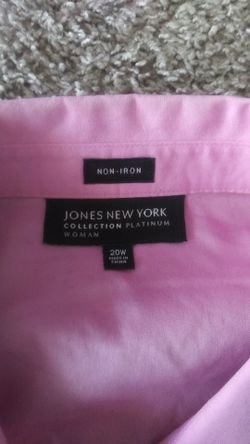 NON-IRON
JONES NEW YORK
COLLECTION PLATINUM
WOMAN
20W
MADE IN
CHINA